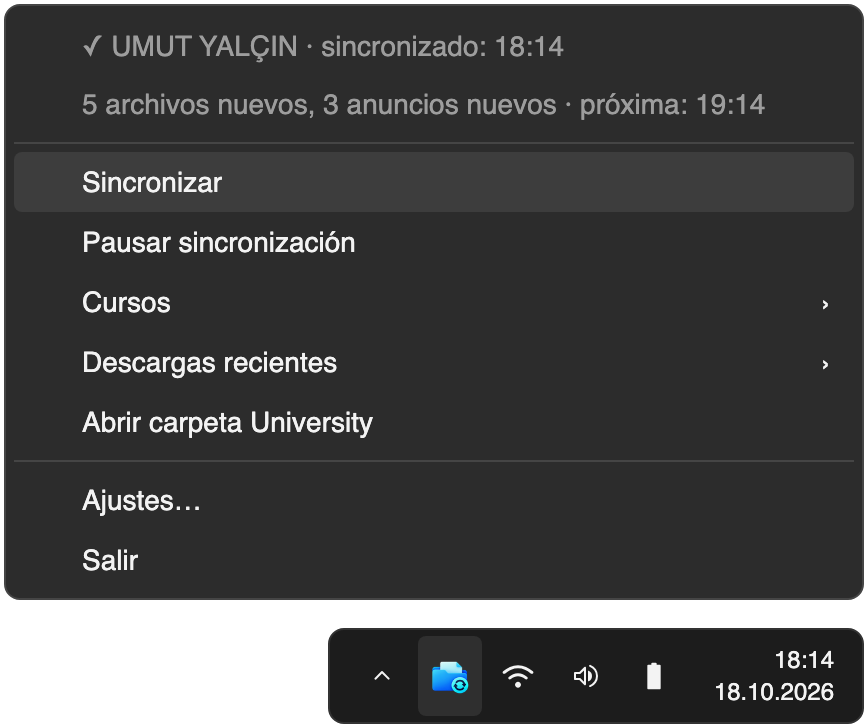 ✓ UMUT YALÇIN · sincronizado: 18:14
5 archivos nuevos, 3 anuncios nuevos · próxima: 19:14
Sincronizar
Pausar sincronización
Cursos
Descargas recientes
Abrir carpeta University
Ajustes…
Salir
18:14
18.10.2026